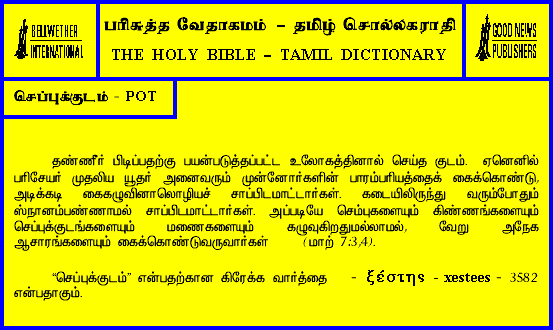 BELLWETHER
INTERNATIONAL
பரிசுத்த வேதாகமம் – தமிழ் சொல்லகராதி
THE HOLY BIBLE – TAMIL DICTIONARY
GOOD NEWS
PUBLISHERS
செப்புக்குடம் - POT
தண்ணீர் பிடிப்பதற்கு பயன்படுத்தப்பட்ட உலோகத்தினால் செய்த குடம். ஏனெனில்
பரிசேயர் முதலிய யூதர் அனைவரும் முன்னோர்களின் பாரம்பரியத்தைக் கைக்கொண்டு,
அடிக்கடி கைகழுவினாலொழியச் சாப்பிடமாட்டார்கள். கடையிலிருந்து வரும்போதும்
ஸ்நானம்பண்ணாமல் சாப்பிடமாட்டார்கள். அப்படியே செம்புகளையும் கிண்ணங்களையும்
செப்புக்குடங்களையும் மணைகளையும் கழுவுகிறதுமல்லாமல், வேறு அநேக
ஆசாரங்களையும் கைக்கொண்டுவருவார்கள் (மாற் 7:3,4).
“செப்புக்குடம்” என்பதற்கான கிரேக்க வார்த்தை - ξέστης - xestees - 3582
என்பதாகும்.